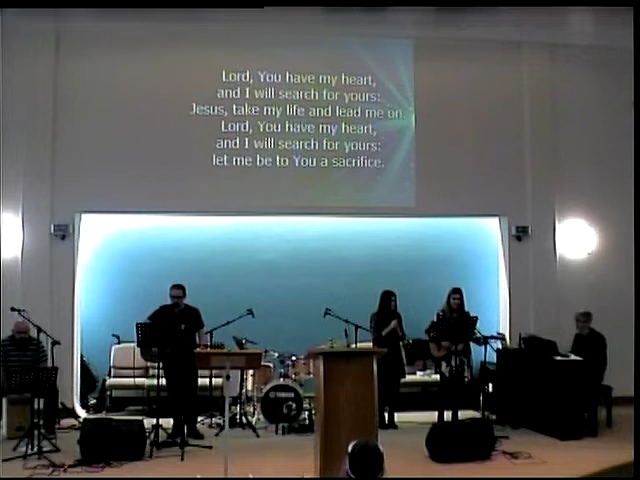 Lord, You have my heart,
and I will search for yours:
Jesus, take my life and lead me on.
Lord, You have my heart,
and I will search for yours:
let me be to You a sacrifice.